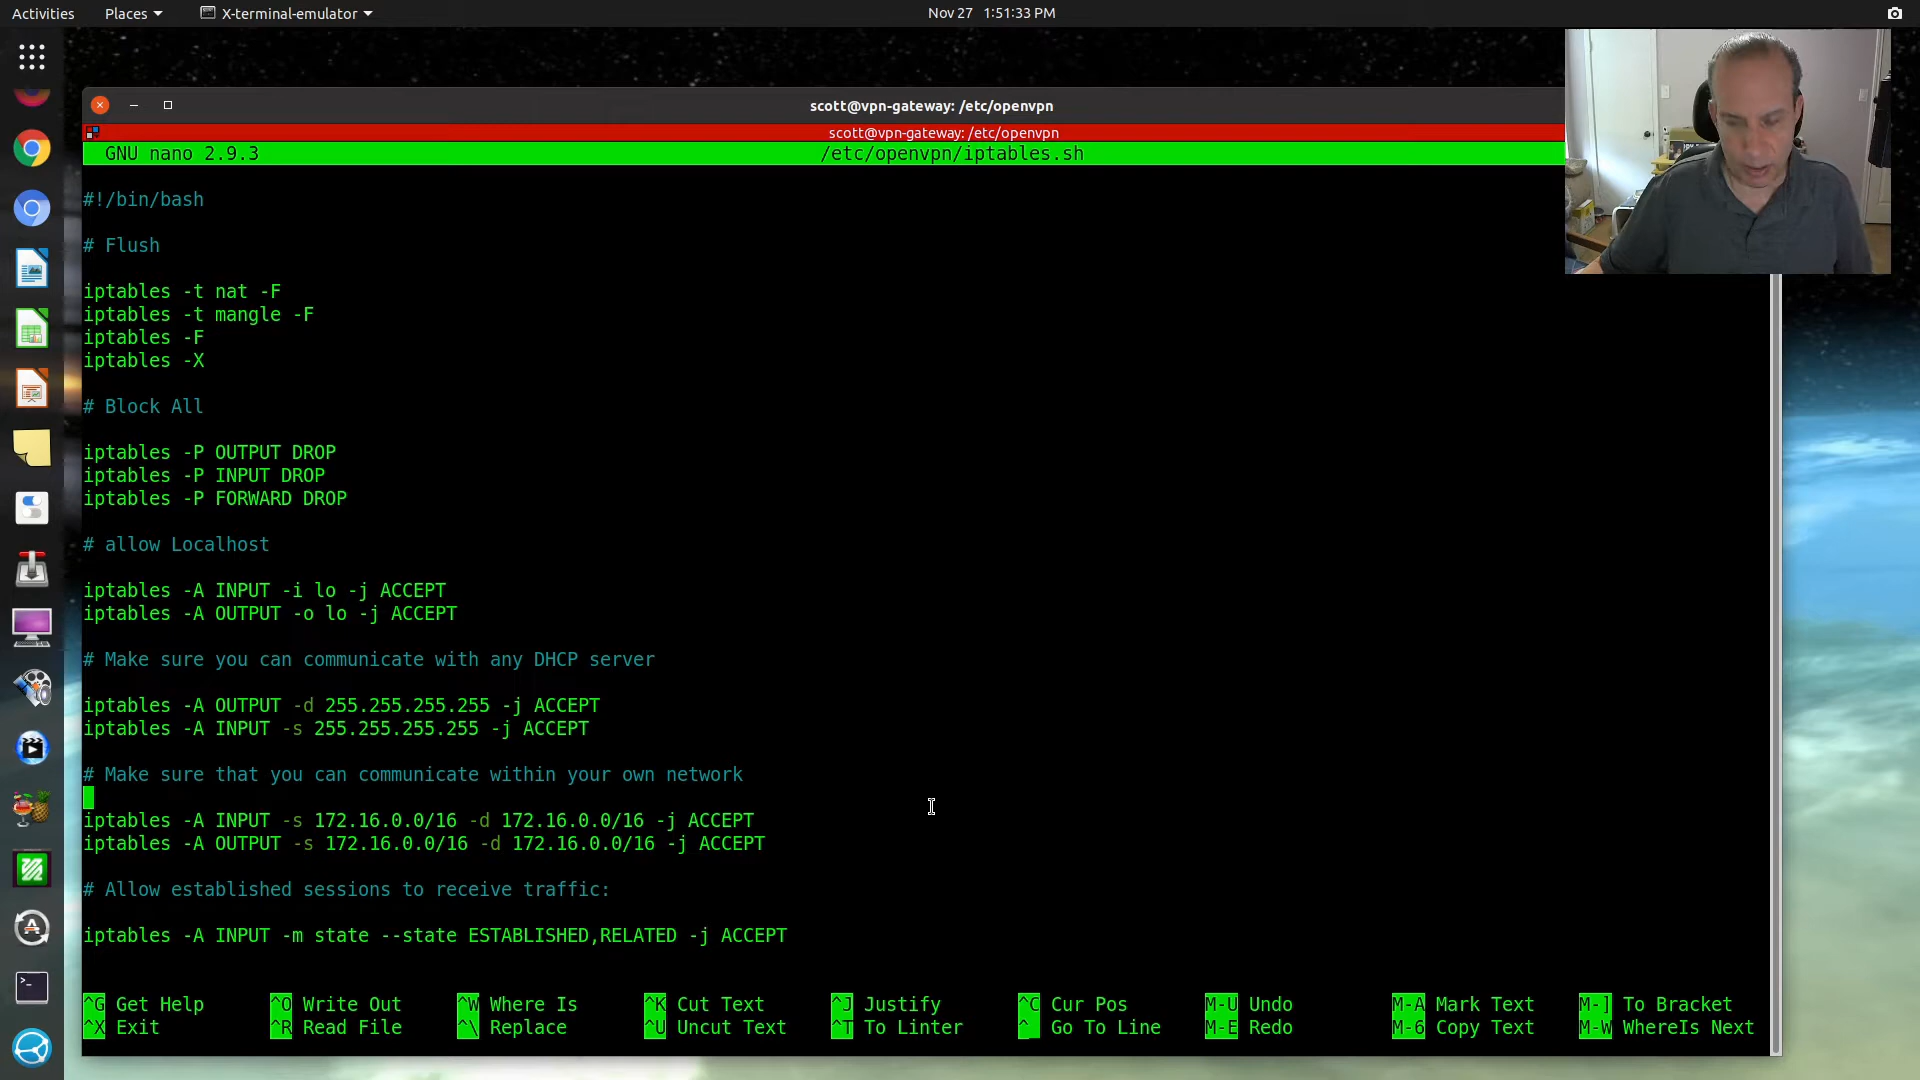 Activities Places X-terminal-emulator Nov 27 1:51:33 PM
scott@vpn-gateway: /etc/openvpn
scott@vpn-gateway: /etc/openvpn
GNU nano 2.9.3 /etc/openvpn/iptables.sh
#!/bin/bash
# Flush
iptables -t nat -F
iptables -t mangle -F
iptables -F
iptables -X
# Block All
iptables -P OUTPUT DROP
iptables -P INPUT DROP
iptables -P FORWARD DROP
# allow Localhost
iptables -A INPUT -i lo -j ACCEPT
iptables -A OUTPUT -o lo -j ACCEPT
# Make sure you can communicate with any DHCP server
iptables -A OUTPUT -d 255.255.255.255 -j ACCEPT
iptables -A INPUT -s 255.255.255.255 -j ACCEPT
# Make sure that you can communicate within your own network
iptables -A INPUT -s 172.16.0.0/16 -d 172.16.0.0/16 -j ACCEPT
iptables -A OUTPUT -s 172.16.0.0/16 -d 172.16.0.0/16 -j ACCEPT
# Allow established sessions to receive traffic:
iptables -A INPUT -m state --state ESTABLISHED,RELATED -j ACCEPT
^G Get Help ^O Write Out ^W Where Is ^K Cut Text ^J Justify ^C Cur Pos M-U Undo M-A Mark Text M-] To Bracket
^X Exit ^R Read File ^\ Replace ^U Uncut Text ^T To Linter ^_ Go To Line M-E Redo M-6 Copy Text M-W WhereIs Next